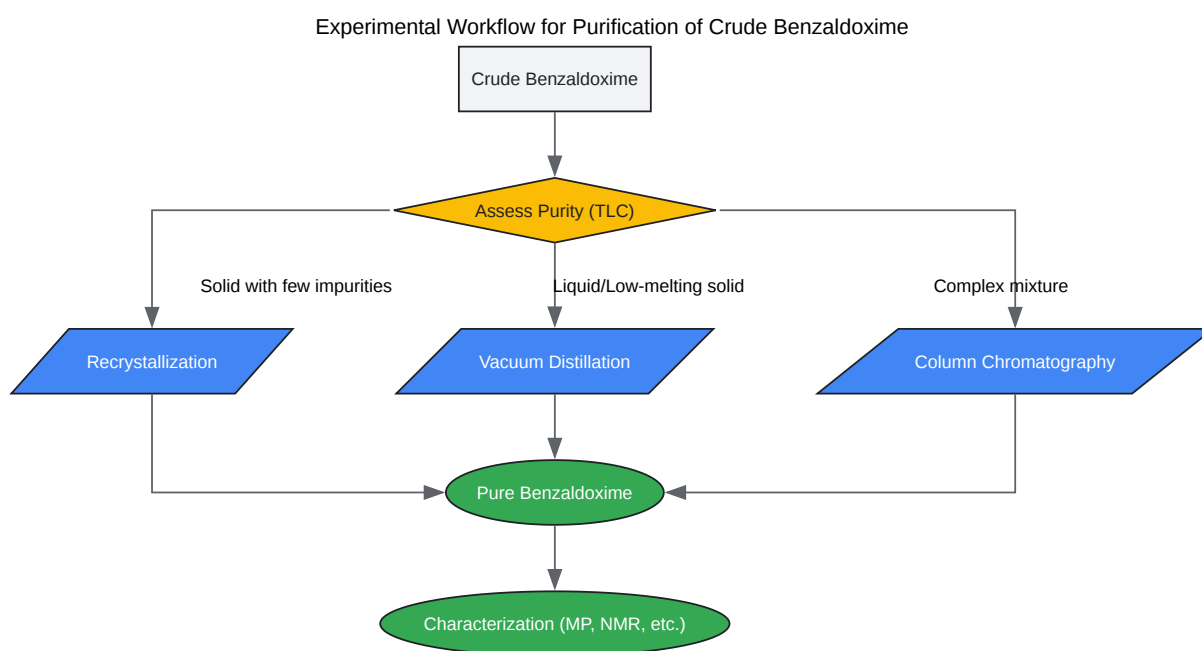 Experimental Workflow for Purification of Crude Benzaldoxime
Crude Benzaldoxime
Assess Purity (TLC)
Solid with few impurities
Liquid/Low-melting solid
Complex mixture
Recrystallization
Vacuum Distillation
Column Chromatography
Pure Benzaldoxime
Characterization (MP, NMR, etc.)